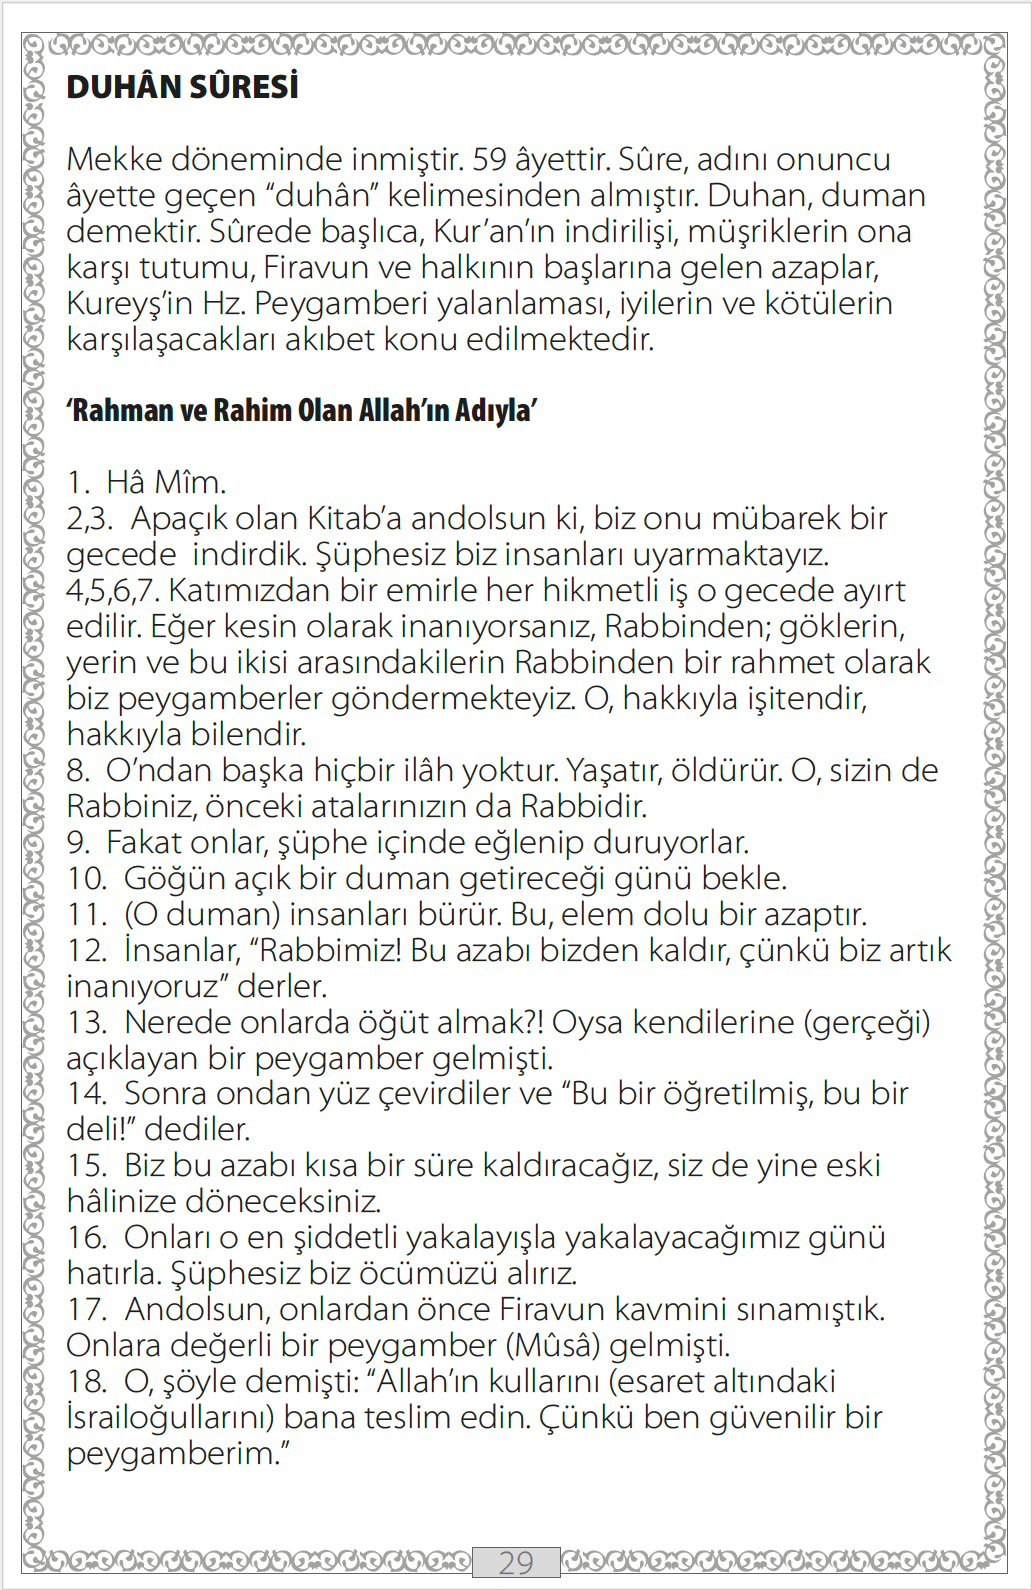 DUHÂN SÛRESİ
Mekke döneminde inmiştir. 59 âyettir. Sûre, adını onuncu
âyette geçen “duhân” kelimesinden almıştır. Duhan, duman
demektir. Sûrede başlıca, Kur’an’ın indirilişi, müşriklerin ona
karşı tutumu, Firavun ve halkının başlarına gelen azaplar,
Kureyş’in Hz. Peygamberi yalanlaması, iyilerin ve kötülerin
karşılaşacakları akıbet konu edilmektedir.
‘Rahman ve Rahim Olan Allah’ın Adıyla’
1. Hâ Mîm.
2,3. Apaçık olan Kitab’a andolsun ki, biz onu mübarek bir
gecede indirdik. Şüphesiz biz insanları uyarmaktayız.
4,5,6,7. Katımızdan bir emirle her hikmetli iş o gecede ayırt
edilir. Eğer kesin olarak inanıyorsanız, Rabbinden; göklerin,
yerin ve bu ikisi arasındakilerin Rabbinden bir rahmet olarak
biz peygamberler göndermekteyiz. O, hakkıyla işitendir,
hakkıyla bilendir.
8. O’ndan başka hiçbir ilâh yoktur. Yaşatır, öldürür. O, sizin de
Rabbiniz, önceki atalarınızın da Rabbidir.
9. Fakat onlar, şüphe içinde eğlenip duruyorlar.
10. Göğün açık bir duman getireceği günü bekle.
11. (O duman) insanları bürür. Bu, elem dolu bir azaptır.
12. İnsanlar, “Rabbimiz! Bu azabı bizden kaldır, çünkü biz artık
inanıyoruz” derler.
13. Nerede onlarda öğüt almak?! Oysa kendilerine (gerçeği)
açıklayan bir peygamber gelmişti.
14. Sonra ondan yüz çevirdiler ve “Bu bir öğretilmiş, bu bir
deli!” dediler.
15. Biz bu azabı kısa bir süre kaldıracağız, siz de yine eski
hâlinize döneceksiniz.
16. Onları o en şiddetli yakalayışla yakalayacağımız günü
hatırla. Şüphesiz biz öcümüzü alırız.
17. Andolsun, onlardan önce Firavun kavmini sınamıştık.
Onlara değerli bir peygamber (Mûsâ) gelmişti.
18. O, şöyle demişti: “Allah’ın kullarını (esaret altındaki
İsrailoğullarını) bana teslim edin. Çünkü ben güvenilir bir
peygamberim.”
29